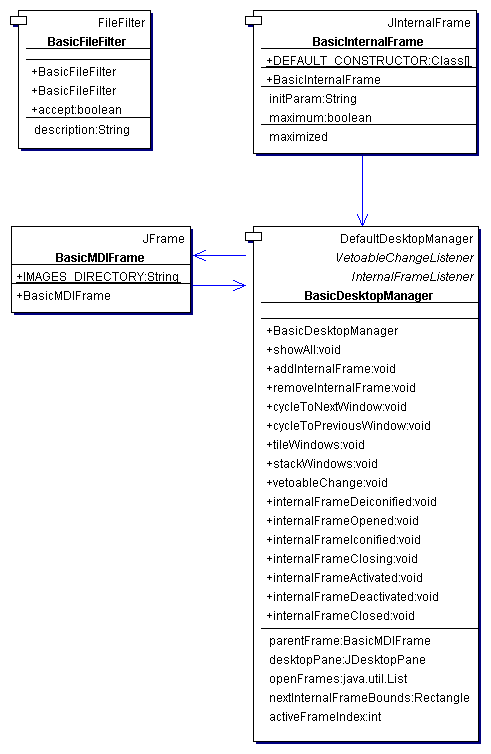 FileFilter
BasicFileFilter
+BasicFileFilter
+BasicFileFilter
+accept:boolean
description:String
JInternalFrame
BasicInternalFrame
+DEFAULT_CONSTRUCTOR:Class[]
+BasicInternalFrame
initParam:String
maximum:boolean
maximized
JFrame
BasicMDIFrame
+IMAGES_DIRECTORY:String
+BasicMDIFrame
DefaultDesktopManager
VetoableChangeListener
InternalFrameListener
BasicDesktopManager
+BasicDesktopManager
+showAll:void
+addInternalFrame:void
+removeInternalFrame:void
+cycleToNextWindow:void
+cycleToPreviousWindow:void
+tileWindows:void
+stackWindows:void
+vetoableChange:void
+internalFrameDeiconified:void
+internalFrameOpened:void
+internalFrameIconified:void
+internalFrameClosing:void
+internalFrameActivated:void
+internalFrameDeactivated:void
+internalFrameClosed:void
parentFrame:BasicMDIFrame
desktopPane:JDesktopPane
openFrames:java.util.List
nextInternalFrameBounds:Rectangle
activeFrameIndex:int